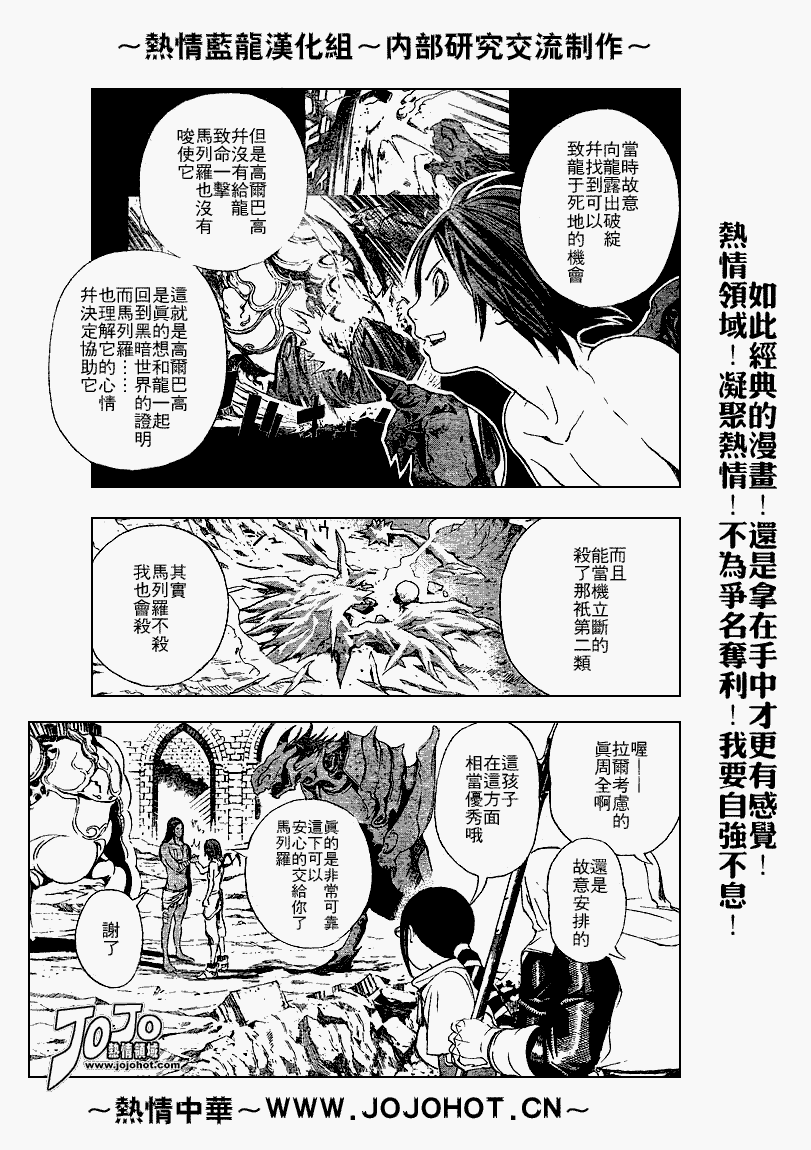 ～熱情藍龍漢化組～内部研究交流制作～
當時故意
向龍露出破綻
幷找到可以
致龍于死地的機會
但是高爾巴高
幷沒有給龍
致命一擊
馬列羅也沒有
唆使它
這就是高爾巴高
是眞的想和龍一起
回到黑暗世界的證明
而馬列羅……
也理解它的心情
幷決定協助它
而且
能當機立斷的
殺了那衹第二類
其實
馬列羅不殺
我也會殺
喔——
拉爾考慮的
眞周全啊
還是
故意安排的
這孩子
在這方面
相當優秀哦
眞的是非常可靠
這下可以
安心的交給你了
馬列羅
謝了
如此經典的漫畫！還是拿在手中才更有感覺！
熱情領域！凝聚熱情！不為爭名奪利！我要自強不息！
JOJO
熱情領域
www.jojohot.com
～熱情中華～WWW.JOJOHOT.CN～